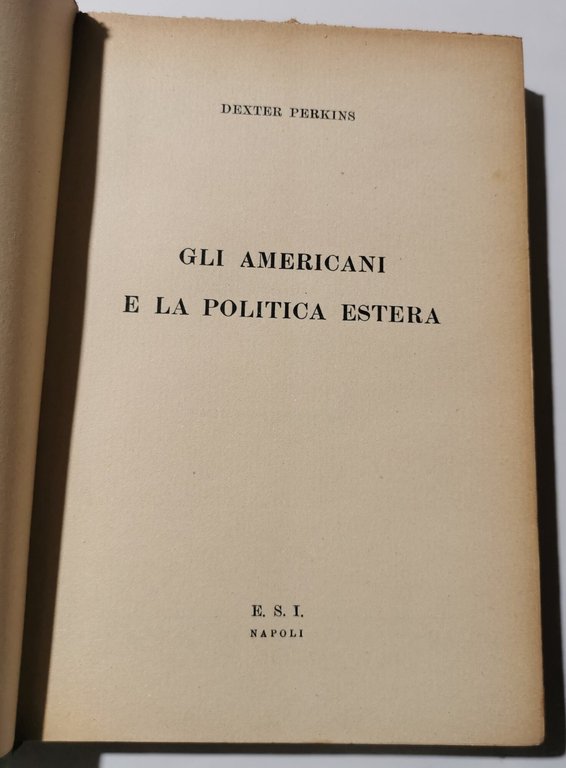 DEXTER PERKINS
GLI AMERICANI
E LA POLITICA ESTERA
E. S. I.
NAPOLI